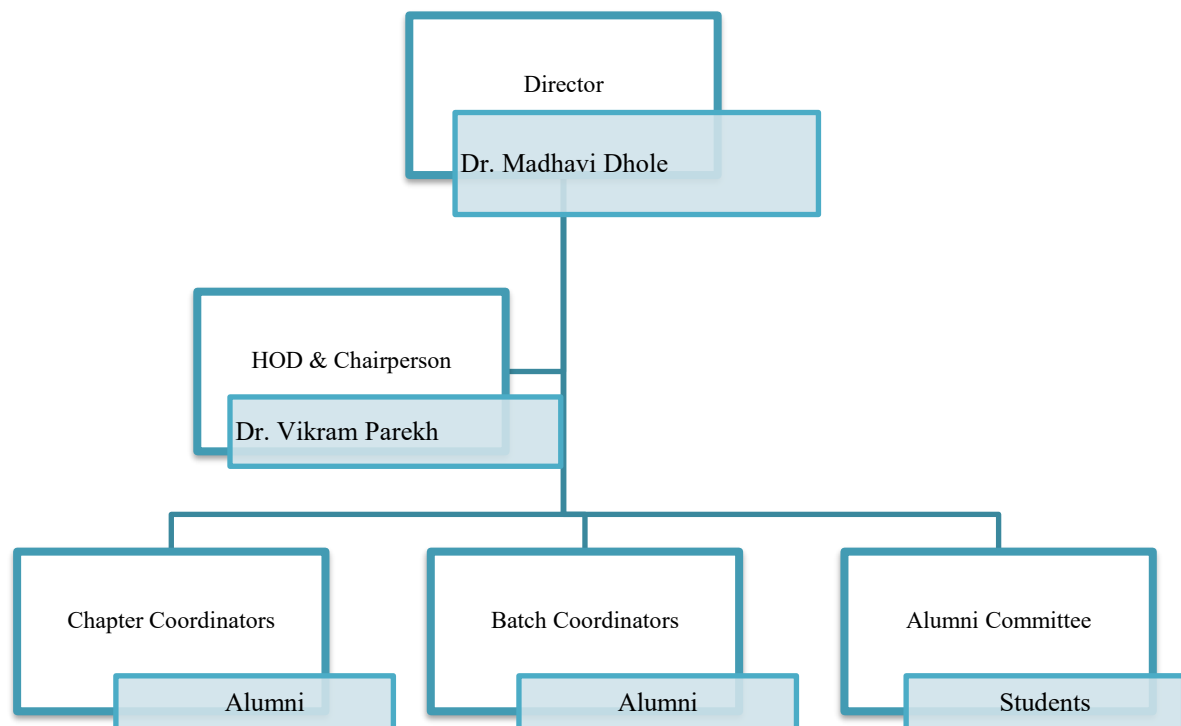 Director
Dr. Madhavi Dhole
HOD & Chairperson
Dr. Vikram Parekh
Chapter Coordinators
Alumni
Batch Coordinators
Alumni
Alumni Committee
Students